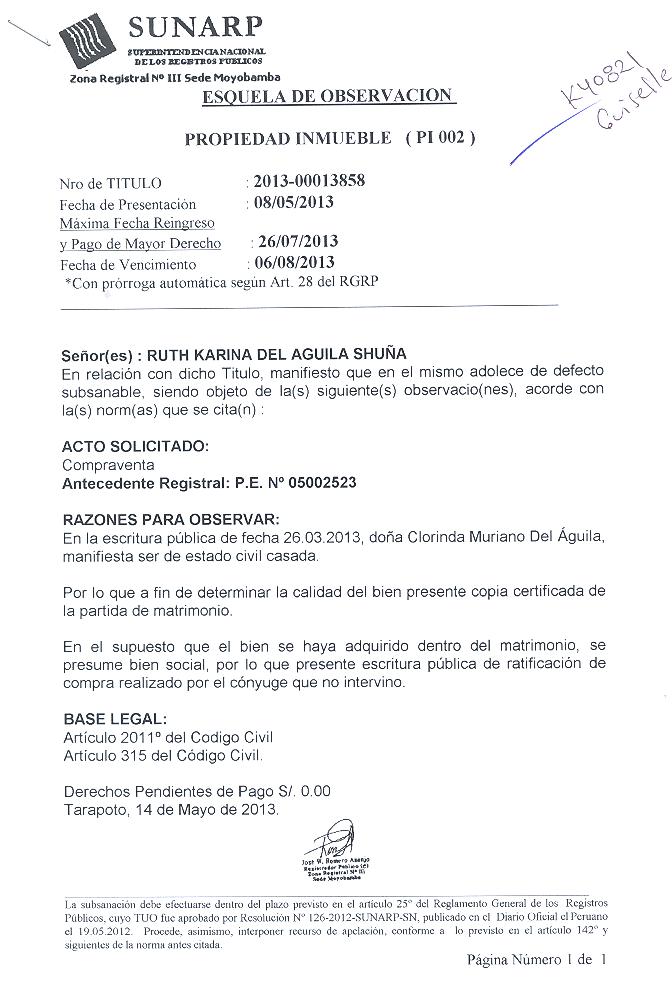 SUNARP
SUPERINTENDENCIA NACIONAL
DE LOS REGISTROS PUBLICOS
Zona Registral Nº III Sede Moyobamba
ESQUELA DE OBSERVACION
K40821
Guiselle
PROPIEDAD INMUEBLE ( PI 002 )
Nro de TITULO : 2013-00013858
Fecha de Presentación : 08/05/2013
Máxima Fecha Reingreso
y Pago de Mayor Derecho : 26/07/2013
Fecha de Vencimiento : 06/08/2013
*Con prórroga automática según Art. 28 del RGRP
Señor(es) : RUTH KARINA DEL AGUILA SHUÑA
En relación con dicho Titulo, manifiesto que en el mismo adolece de defecto
subsanable, siendo objeto de la(s) siguiente(s) observacio(nes), acorde con
la(s) norm(as) que se cita(n) :
ACTO SOLICITADO:
Compraventa
Antecedente Registral: P.E. Nº 05002523
RAZONES PARA OBSERVAR:
En la escritura pública de fecha 26.03.2013, doña Clorinda Muriano Del Águila,
manifiesta ser de estado civil casada.
Por lo que a fin de determinar la calidad del bien presente copia certificada de
la partida de matrimonio.
En el supuesto que el bien se haya adquirido dentro del matrimonio, se
presume bien social, por lo que presente escritura pública de ratificación de
compra realizado por el cónyuge que no intervino.
BASE LEGAL:
Artículo 2011º del Codigo Civil
Artículo 315 del Código Civil.
Derechos Pendientes de Pago S/. 0.00
Tarapoto, 14 de Mayo de 2013.
José W. Romero Asenjo
Registrador Público (e)
Zona Registral Nº III
Sede Moyobamba
La subsanación debe efectuarse dentro del plazo previsto en el artículo 25º del Reglamento General de los Registros
Públicos, cuyo TUO fue aprobado por Resolución Nº 126-2012-SUNARP-SN, publicado en el Diario Oficial el Peruano
el 19.05.2012. Procede, asimismo, interponer recurso de apelación, conforme a lo previsto en el artículo 142º y
siguientes de la norma antes citada.
Página Número 1 de 1